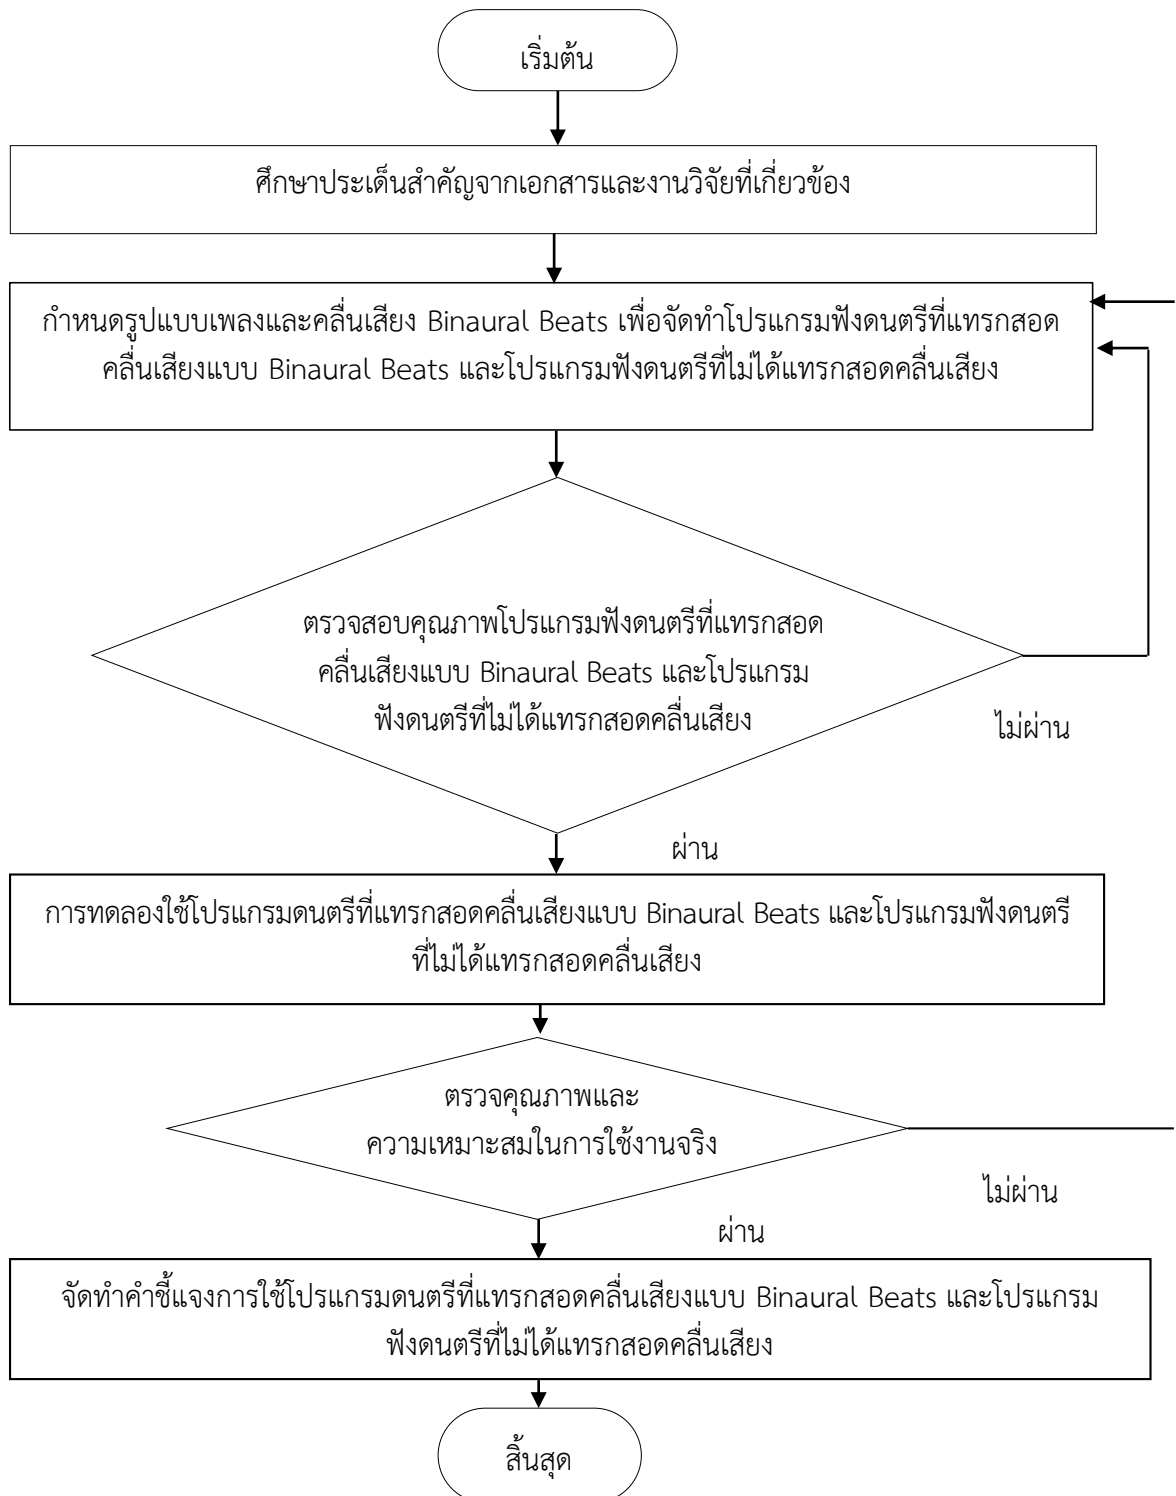 เริ่มต้น
ศึกษาประเด็นสำคัญจากเอกสารและงานวิจัยที่เกี่ยวข้อง
กำหนดรูปแบบเพลงและคลื่นเสียง Binaural Beats เพื่อจัดทำโปรแกรมฟังดนตรีที่แทรกสอด
คลื่นเสียงแบบ Binaural Beats และโปรแกรมฟังดนตรีที่ไม่ได้แทรกสอดคลื่นเสียง
ตรวจสอบคุณภาพโปรแกรมฟังดนตรีที่แทรกสอด
คลื่นเสียงแบบ Binaural Beats และโปรแกรม
ฟังดนตรีที่ไม่ได้แทรกสอดคลื่นเสียง
ไม่ผ่าน
ผ่าน
การทดลองใช้โปรแกรมดนตรีที่แทรกสอดคลื่นเสียงแบบ Binaural Beats และโปรแกรมฟังดนตรี
ที่ไม่ได้แทรกสอดคลื่นเสียง
ตรวจคุณภาพและ
ความเหมาะสมในการใช้งานจริง
ไม่ผ่าน
ผ่าน
จัดทำคำชี้แจงการใช้โปรแกรมดนตรีที่แทรกสอดคลื่นเสียงแบบ Binaural Beats และโปรแกรม
ฟังดนตรีที่ไม่ได้แทรกสอดคลื่นเสียง
สิ้นสุด